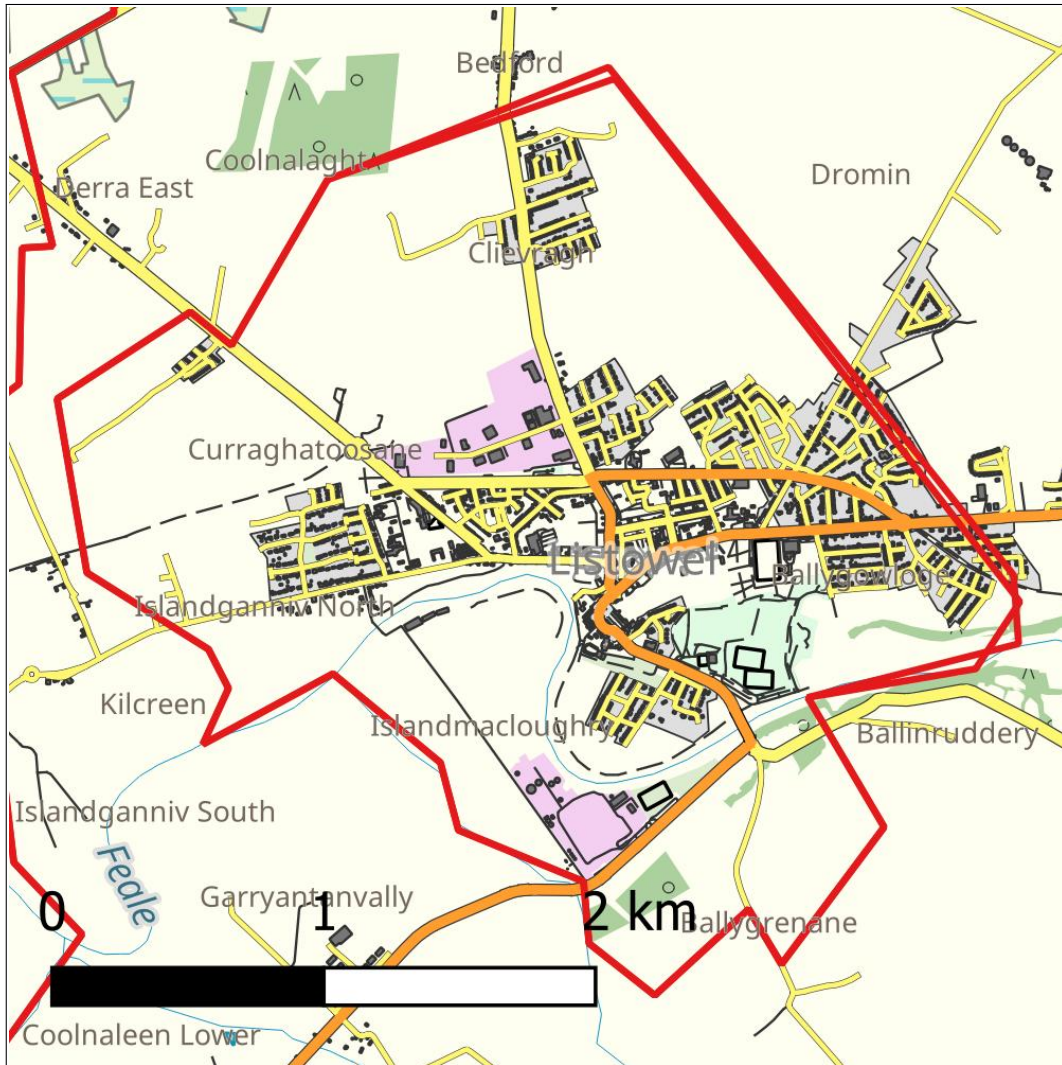 Bedford
Coolnalaght
Derra East
Dromin
Clievragh
Curraghatoosane
Listowel
Ballygowloge
Islandganniv North
Kilcreen
Islandmacloughry
Ballinruddery
Islandganniv South
Feale
Garryantanvally
0
1
2 km
Ballygrenane
Coolnaleen Lower